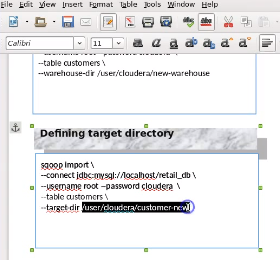 File Edit View Insert Format Table Tools Window Help
Calibri 11
--table customers \
--warehouse-dir /user/cloudera/new-warehouse
Defining target directory
sqoop import \
--connect jdbc:mysql://localhost/retail_db \
--username root --password cloudera \
--table customers \
--target-dir /user/cloudera/customer-new